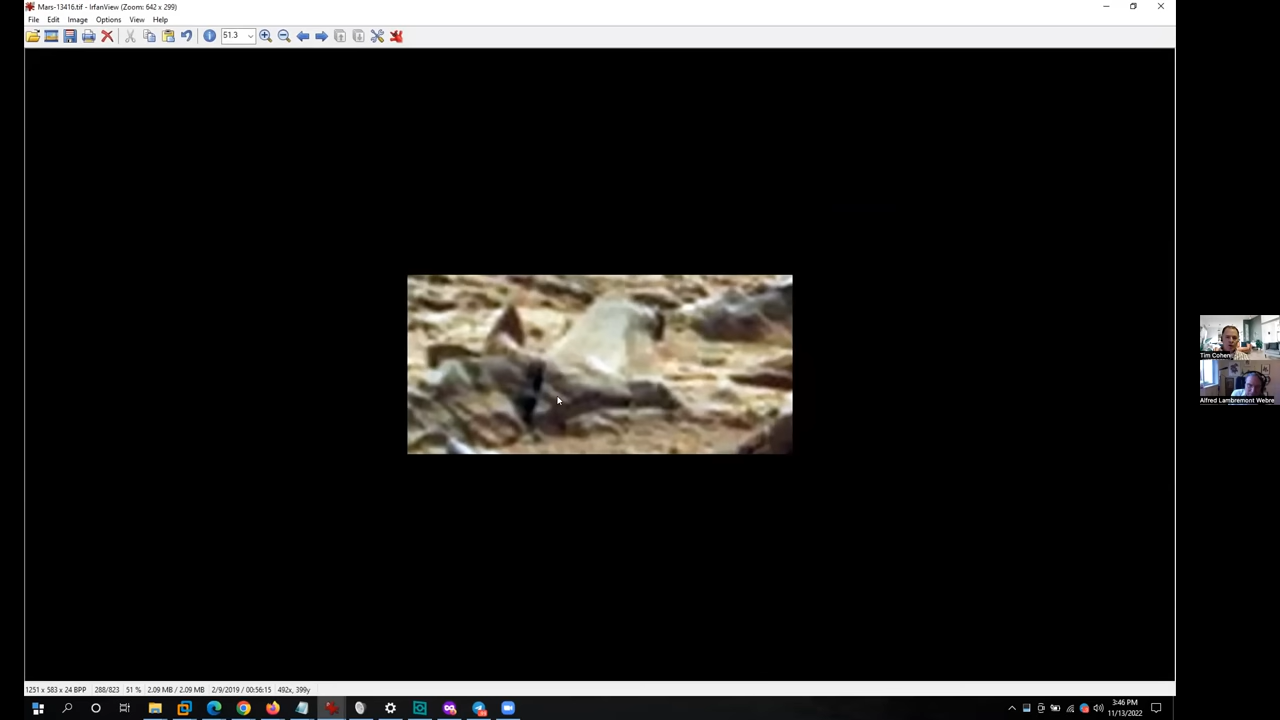 Mars-13416.tif - IrfanView (Zoom: 642 x 299)
File Edit Image Options View Help
51.3
Tim Cohen
Alfred Lambremont Webre
1251 x 583 x 24 BPP 288/823 51 % 2.09 MB / 2.09 MB 2/9/2019 / 00:56:15 492x, 399y
3:46 PM
11/13/2022